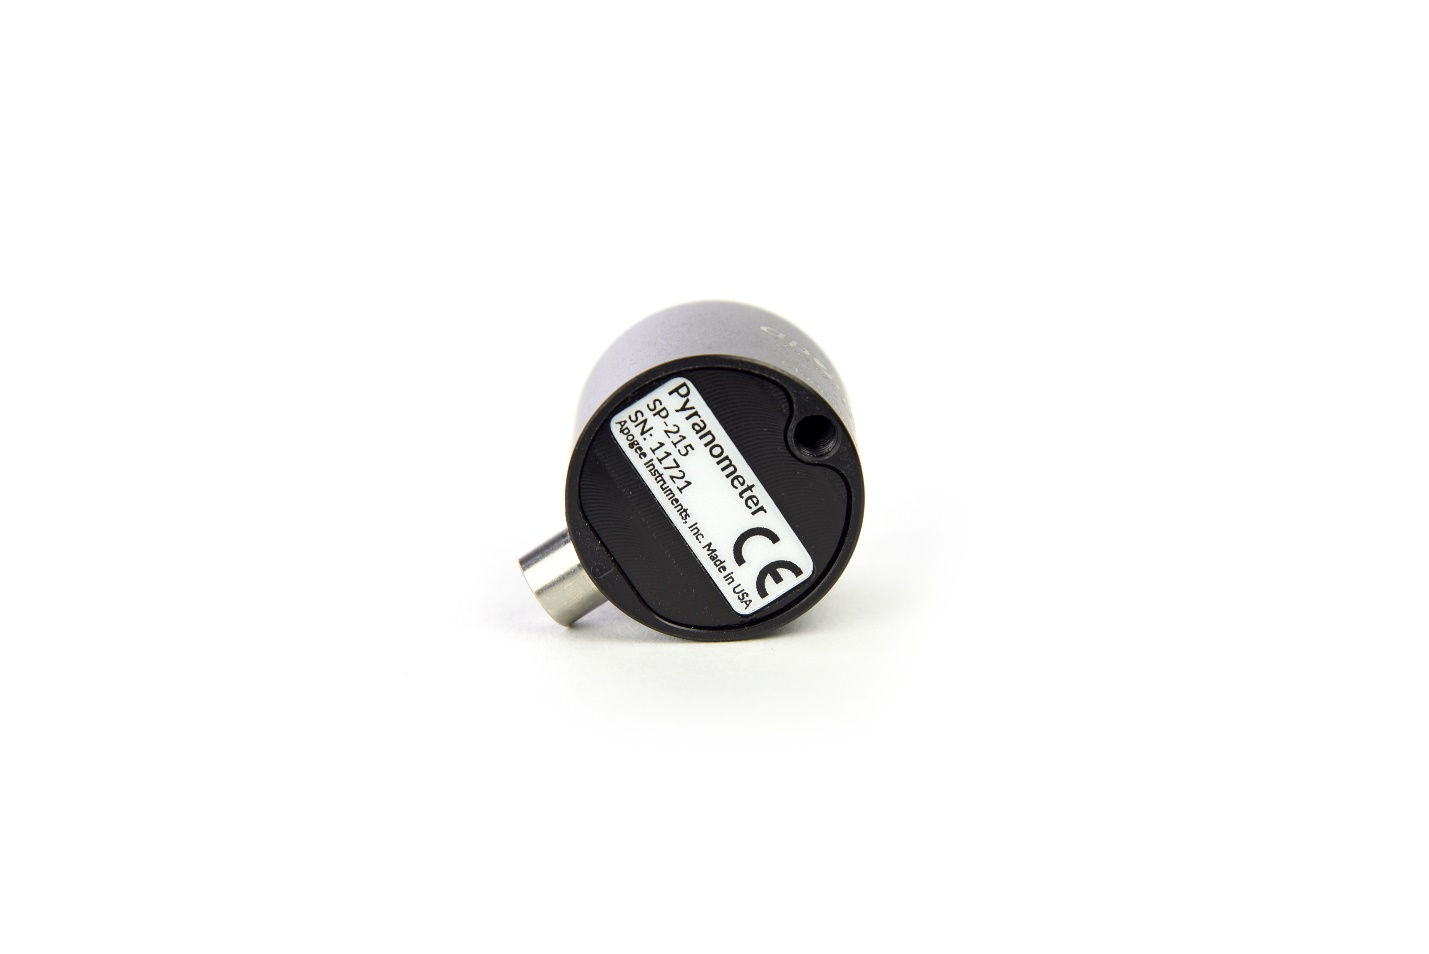 Pyranometer
SP-215
SN: 11721
Apogee Instruments, Inc. Made in USA
CE